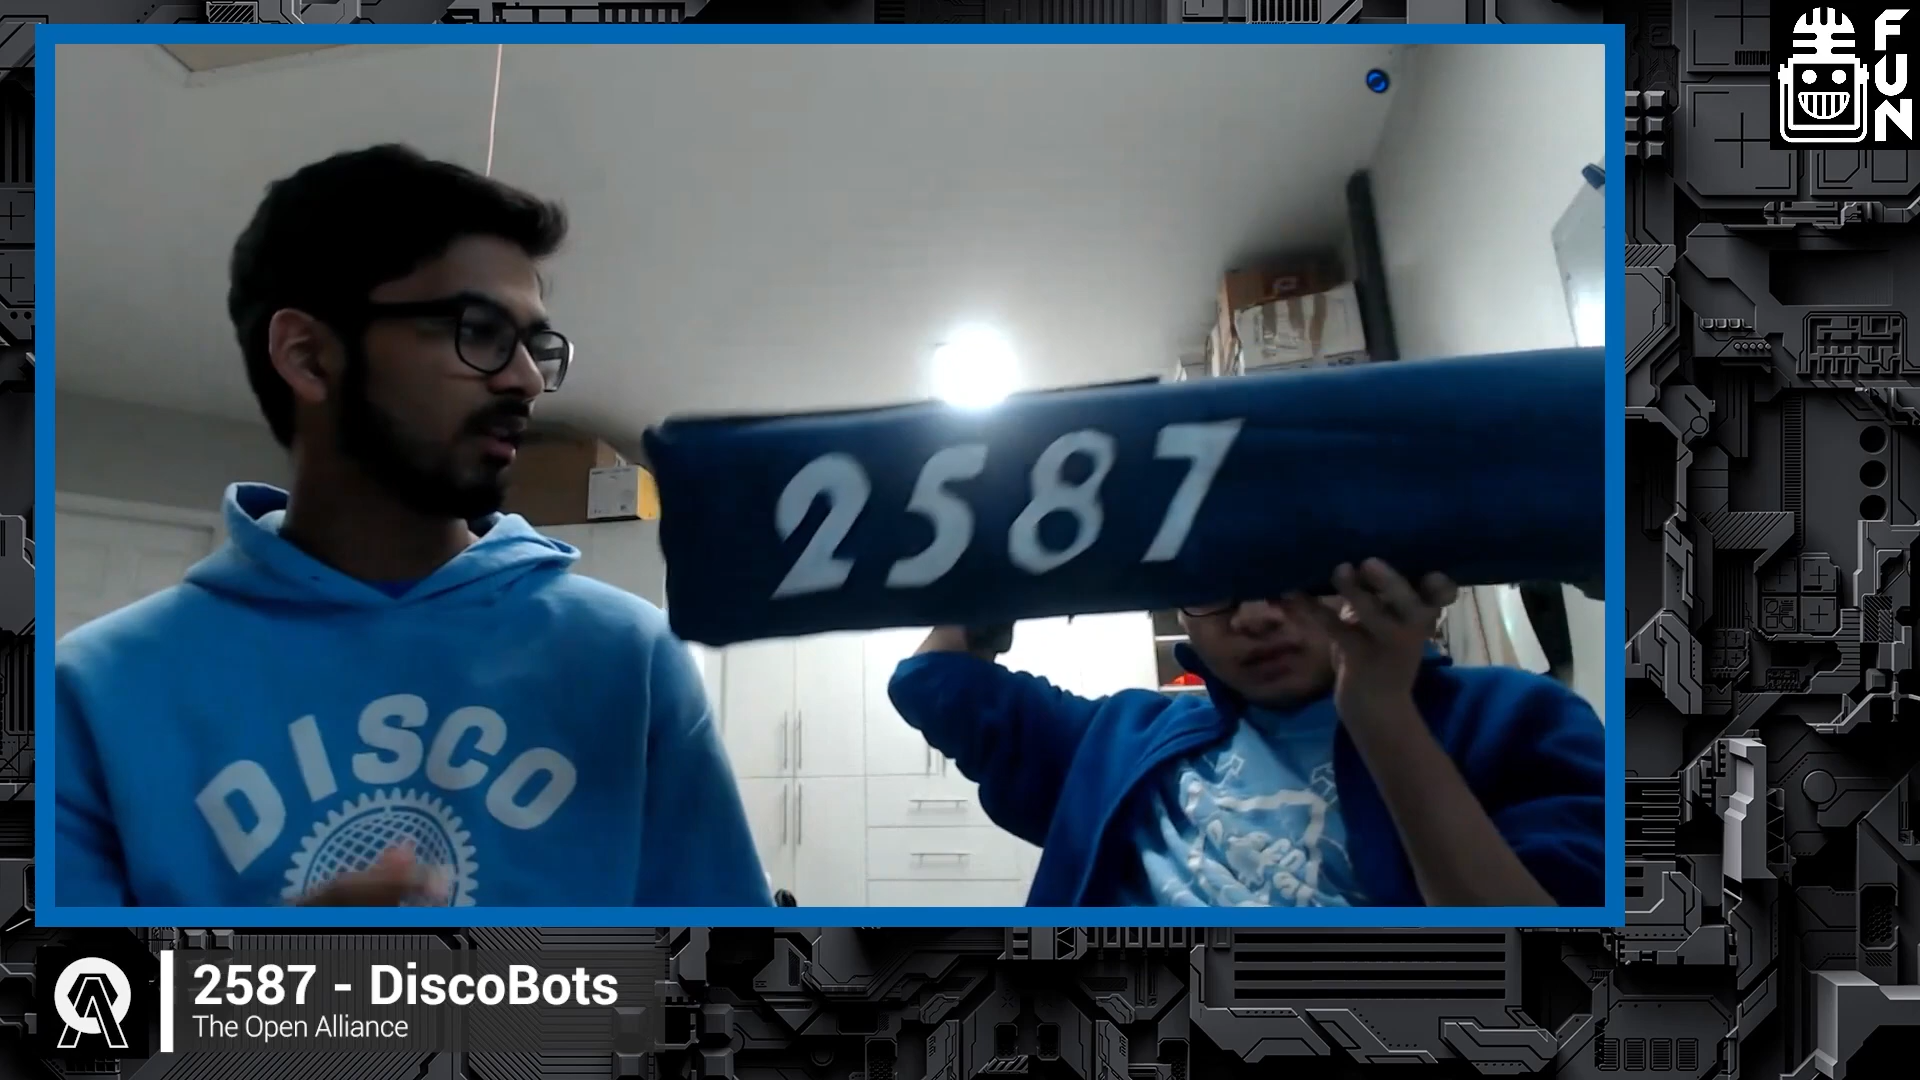 FUN
2587
DISCO
2587 - DiscoBots
The Open Alliance